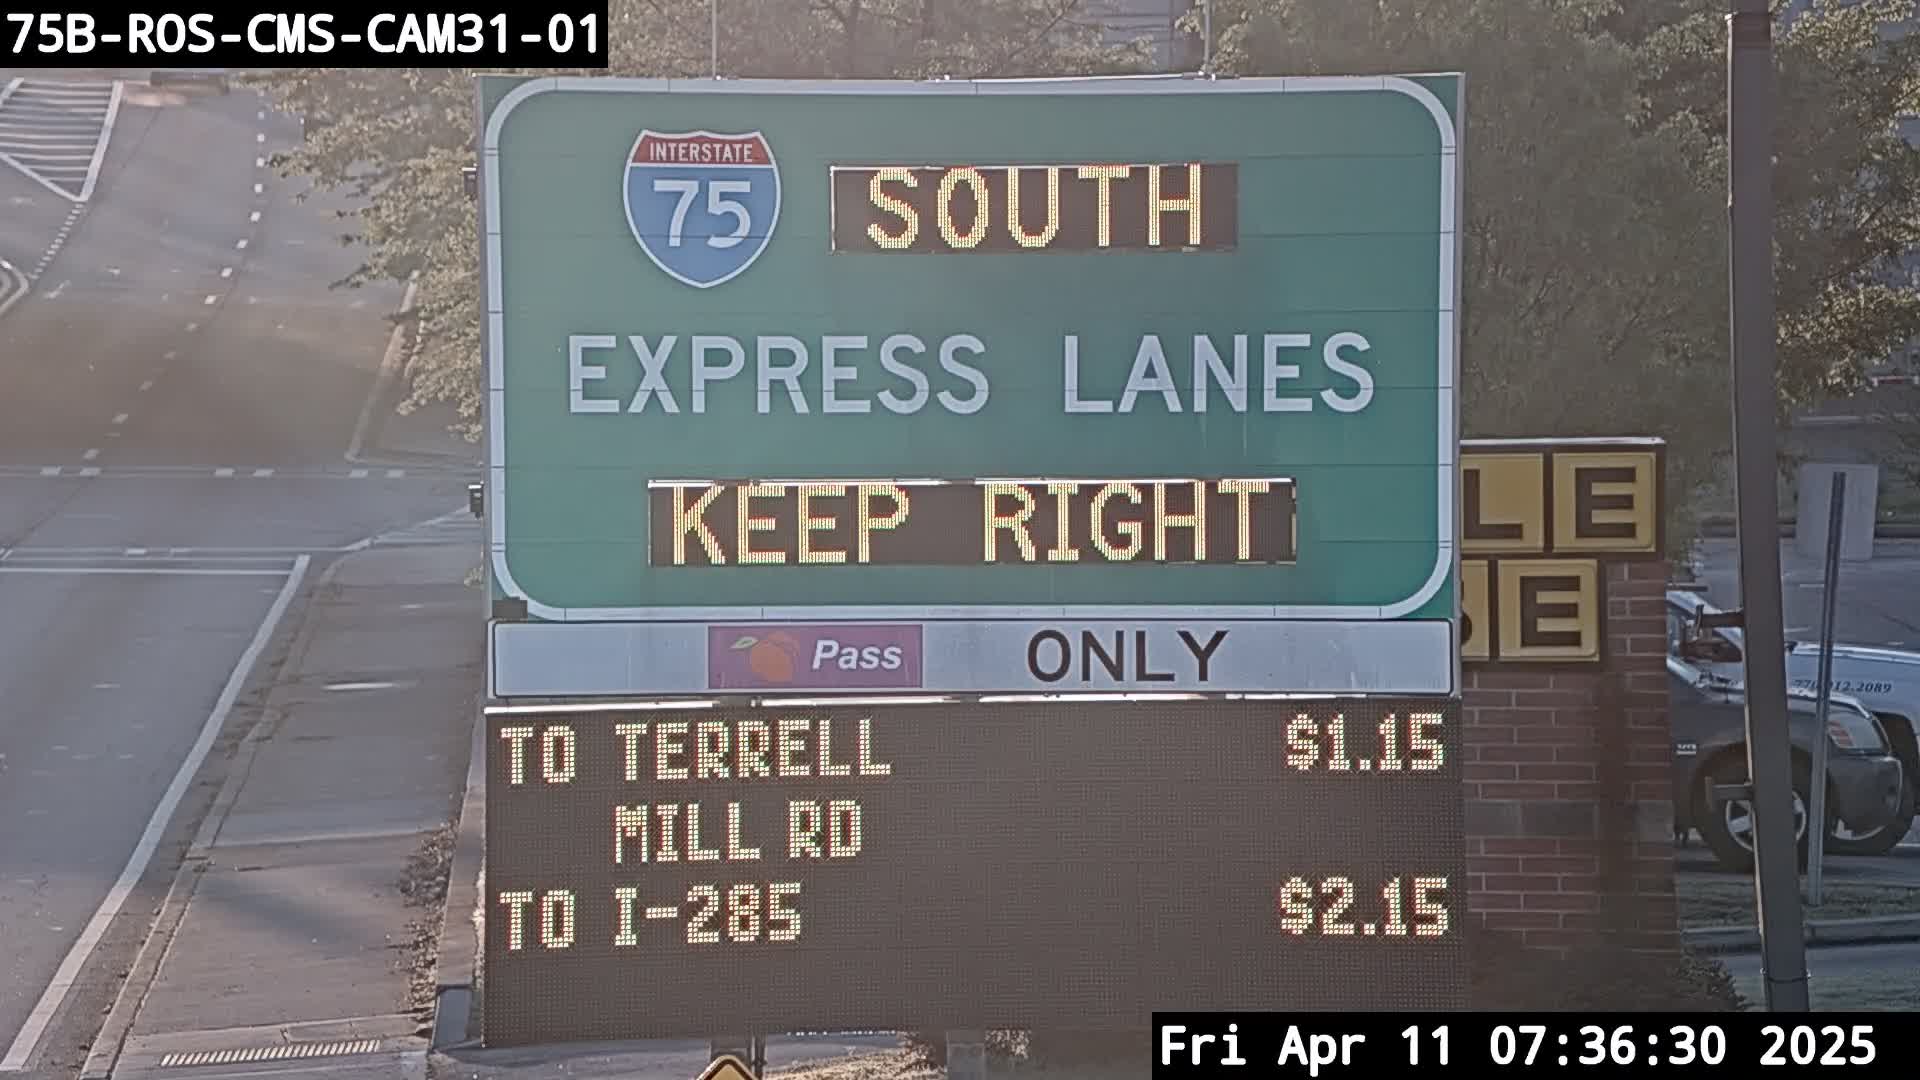 75B-ROS-CMS-CAM31-01
INTERSTATE
75
SOUTH
EXPRESS LANES
KEEP RIGHT
Pass ONLY
TO TERRELL $1.15
MILL RD
TO I-285 $2.15
LE
E
Fri Apr 11 07:36:30 2025